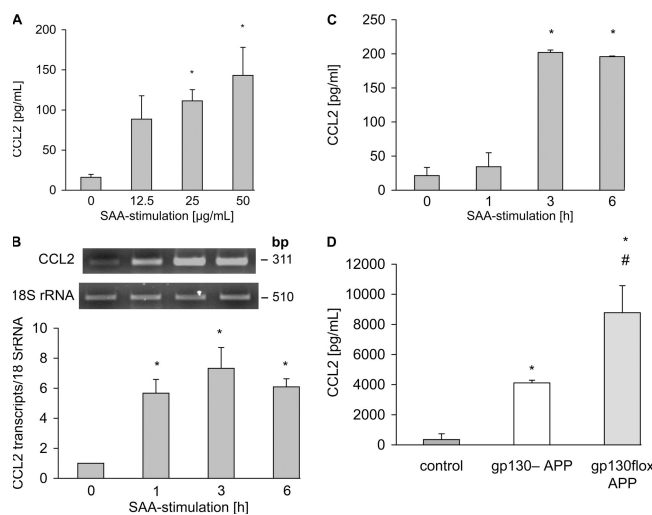 A
CCL2 [pg/mL]
200
150
100
50
0
*
*
0 12.5 25 50
SAA-stimulation [µg/mL]
B
bp
CCL2 – 311
18S rRNA – 510
CCL2 transcripts/18 SrRNA
10
8
6
4
2
0
*
*
*
0 1 3 6
SAA-stimulation [h]
C
CCL2 [pg/ml]
250
200
150
100
50
0
*
*
0 1 3 6
SAA-stimulation [h]
D
CCL2 [pg/mL]
12000
10000
8000
6000
4000
2000
0
*
*
#
control gp130– APP gp130flox
APP